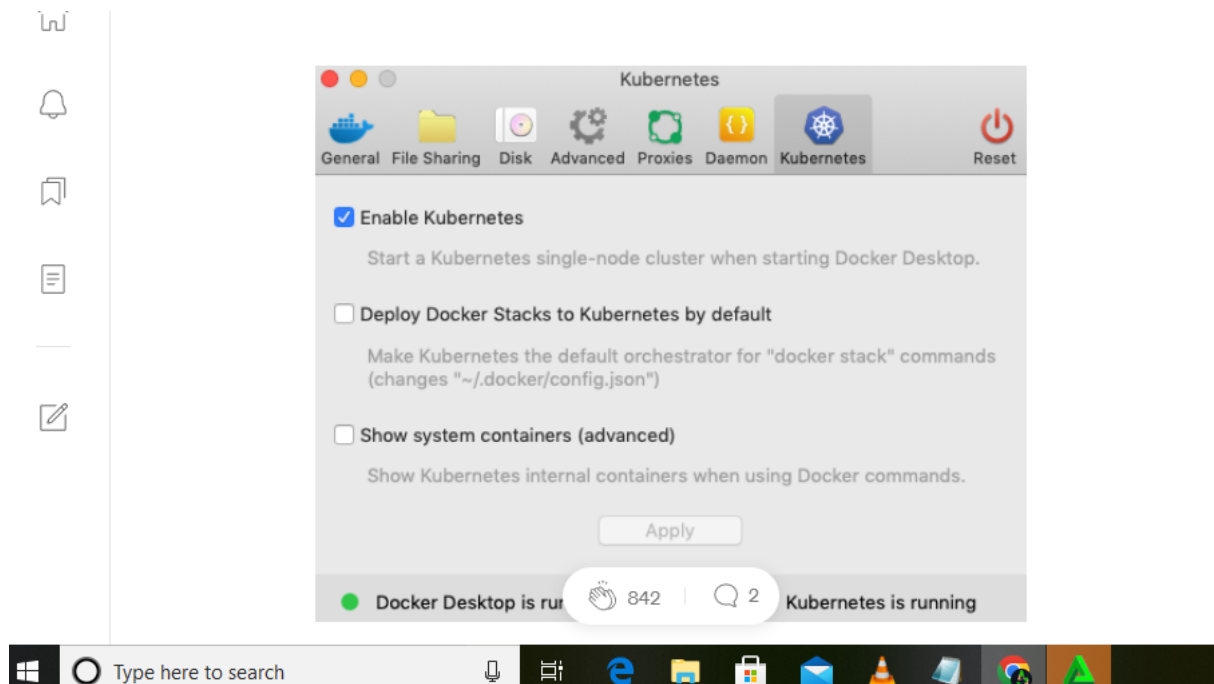 Kubernetes
General File Sharing Disk Advanced Proxies Daemon Kubernetes Reset
Enable Kubernetes
Start a Kubernetes single-node cluster when starting Docker Desktop.
Deploy Docker Stacks to Kubernetes by default
Make Kubernetes the default orchestrator for "docker stack" commands
(changes "~/.docker/config.json")
Show system containers (advanced)
Show Kubernetes internal containers when using Docker commands.
Apply
Docker Desktop is 842 2 Kubernetes is running
Type here to search